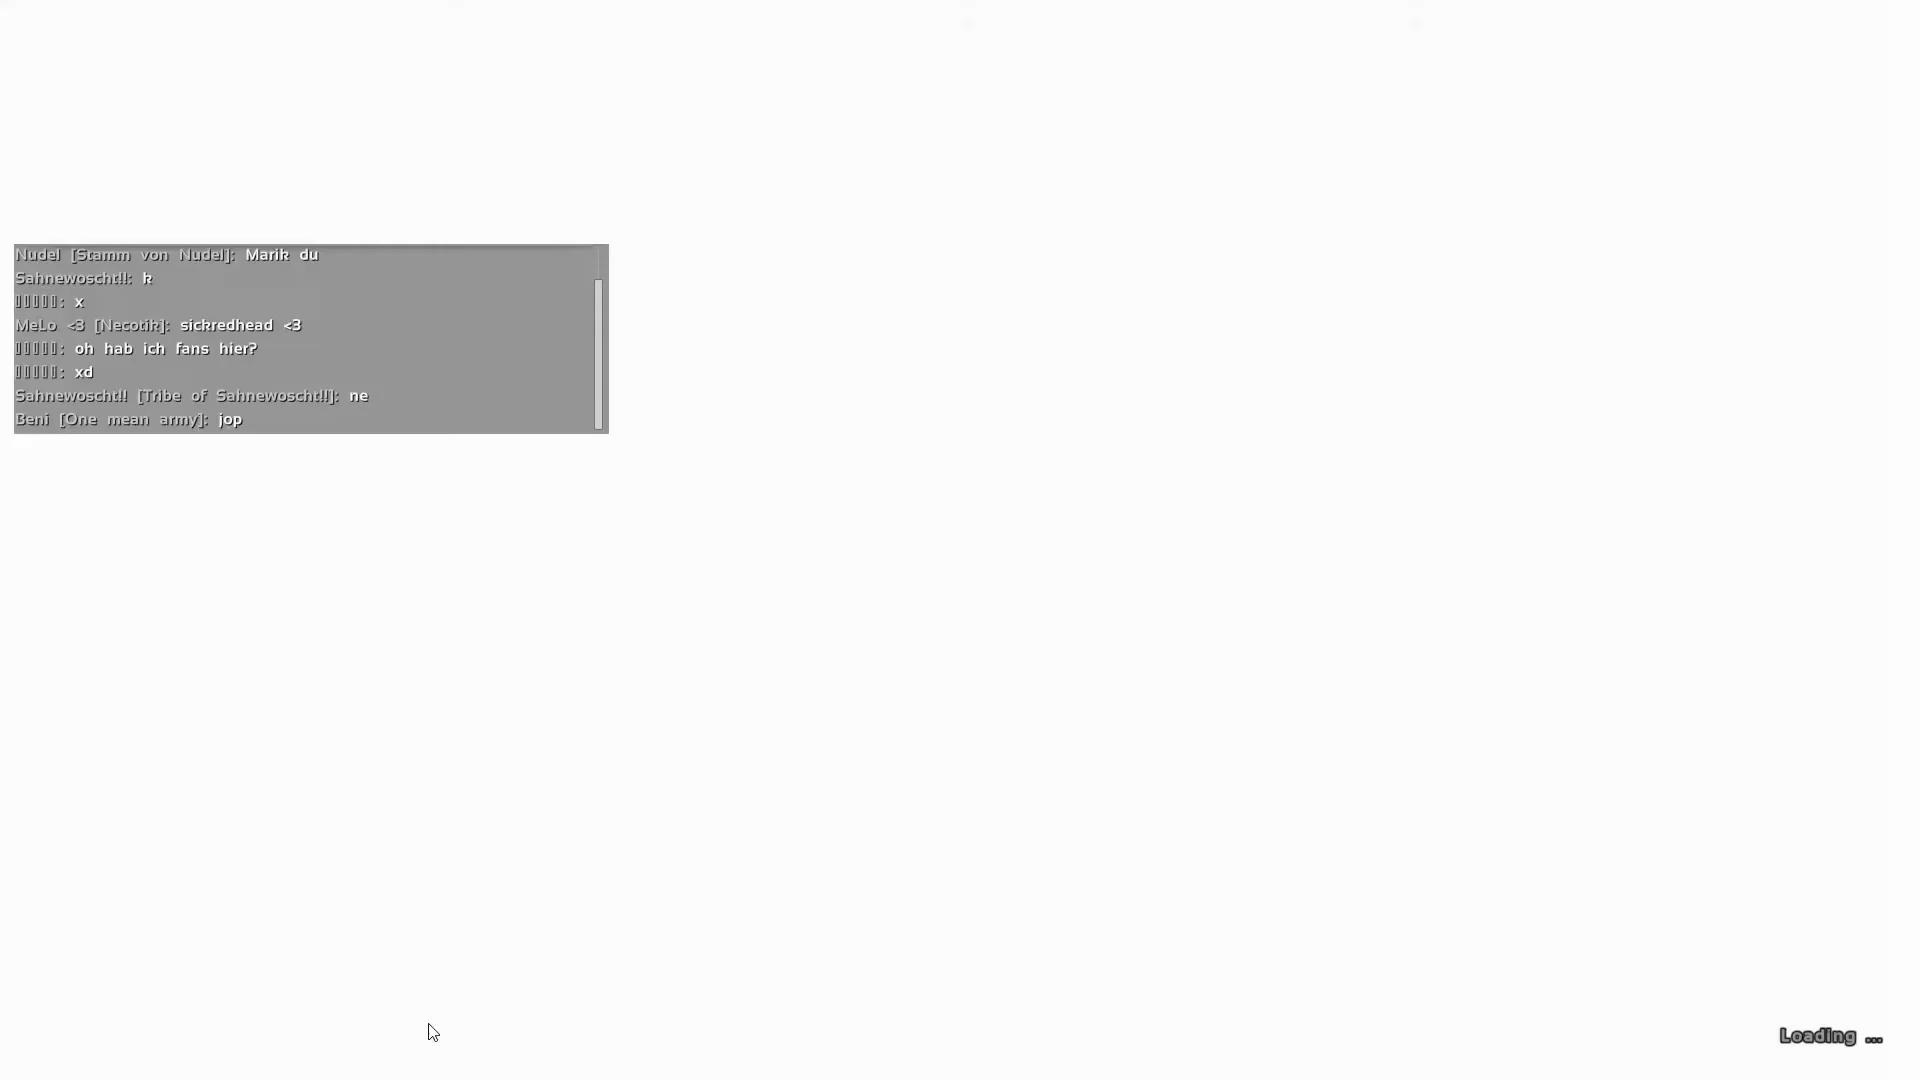 Nudel [Stamm von Nudel]: Marik du
Sahnewoscht!!: k
▯▯▯▯▯: x
MeLo <3 [Necotik]: sickredhead <3
▯▯▯▯▯: oh hab ich fans hier?
▯▯▯▯▯: xd
Sahnewoscht!! [Tribe of Sahnewoscht!!]: ne
Beni [One mean army]: jop
Loading ...